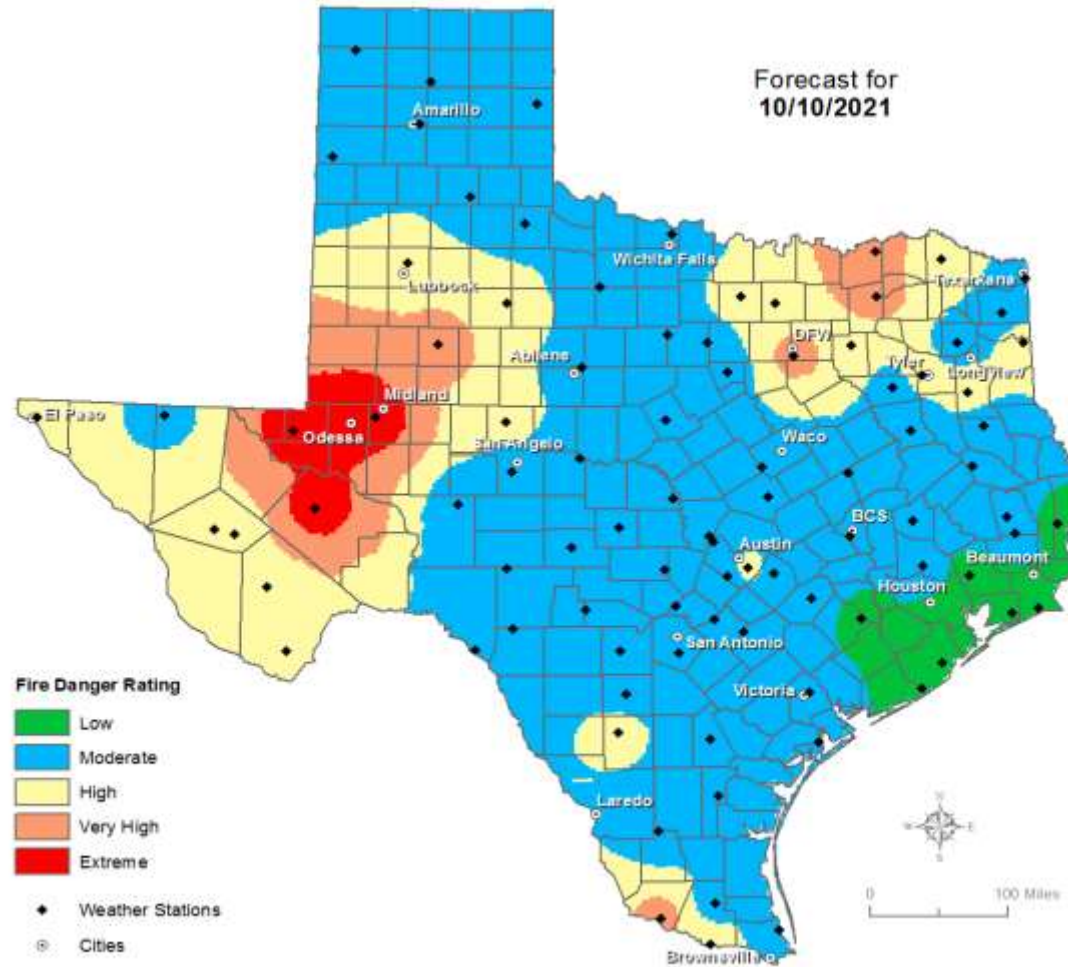 Forecast for
10/10/2021
Amarillo
Wichita Falls
Lubbock
Texarkana
DFW
Abilene
Tyler
Longview
Midland
El Paso
Odessa
San Angelo
Waco
BCS
Austin
Beaumont
Houston
San Antonio
Victoria
Laredo
Brownsville
Fire Danger Rating
Low
Moderate
High
Very High
Extreme
Weather Stations
Cities
N
W E
S
0 100 Miles